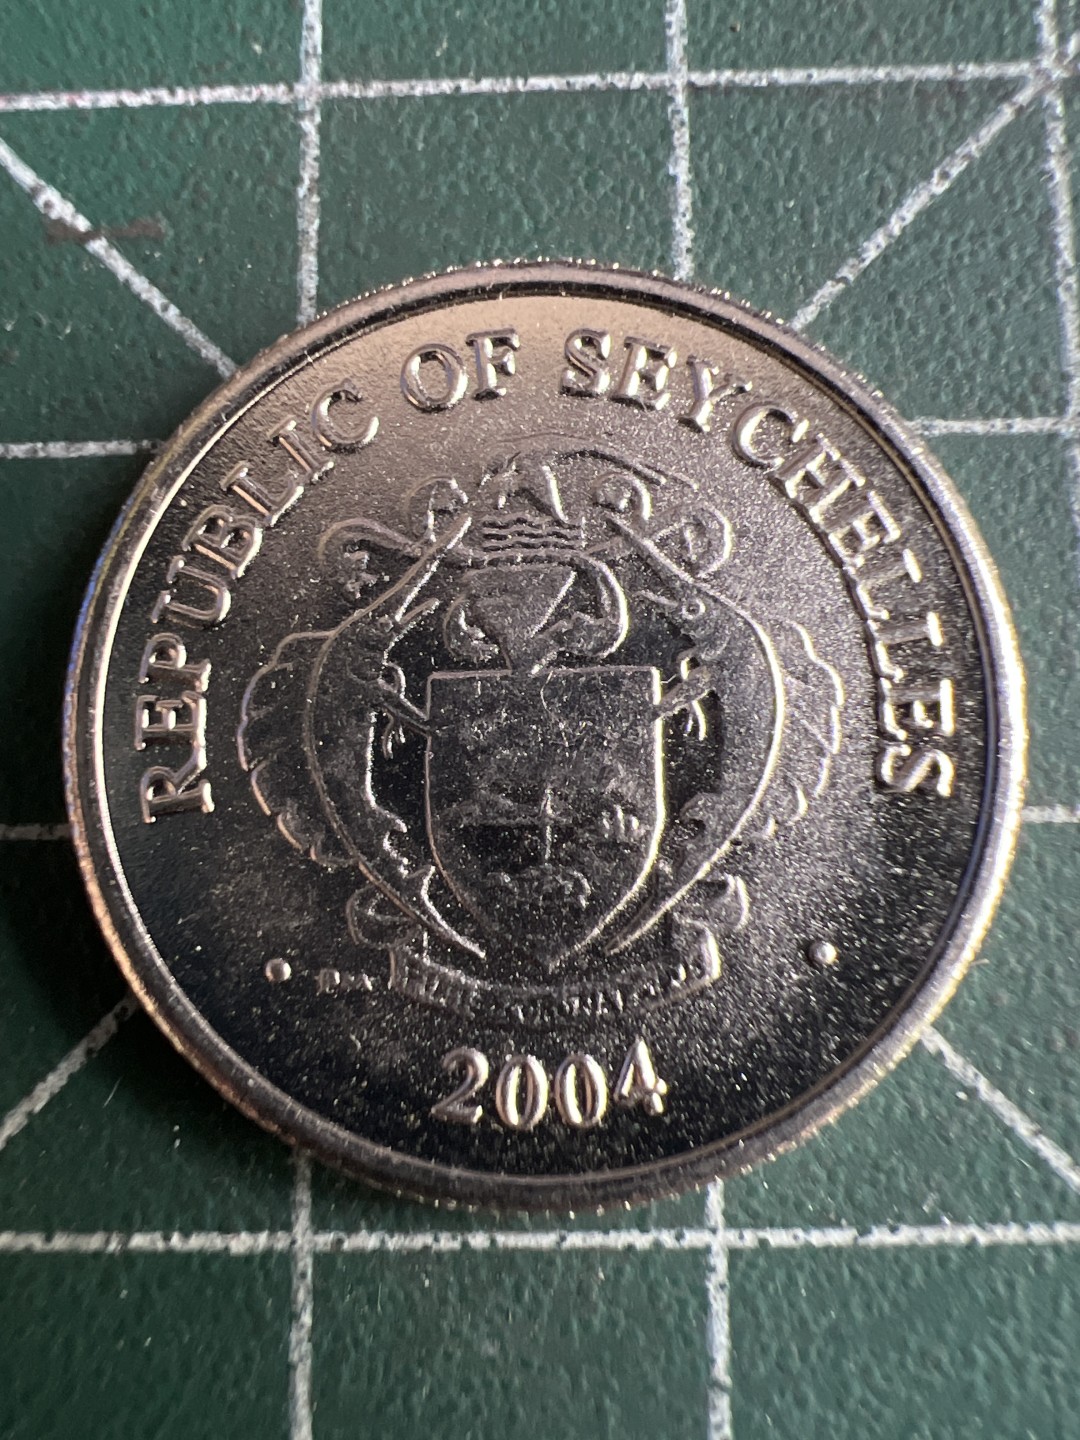 REPUBLIC OF SEYCHELLES
2004